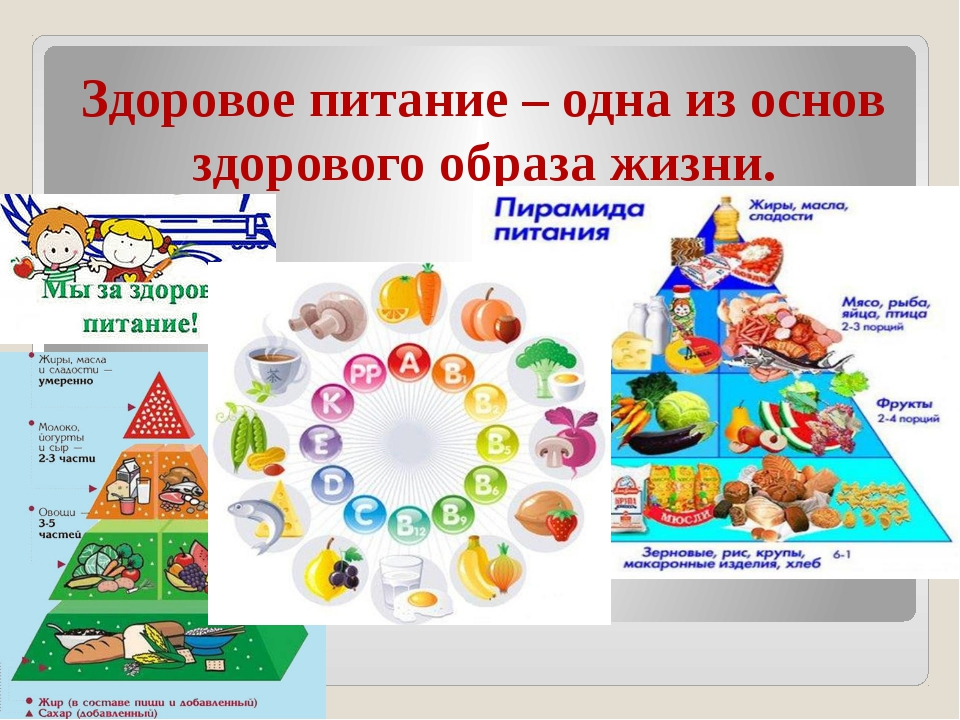 Здоровое питание – одна из основ
здорового образа жизни.
Мы за здоров
питание!
Пирамида
питания
Жиры, масла,
сладости
Мясо, рыба,
яйца, птица
2-3 порций
Фрукты
2-4 порций
МЮСЛИ
Зерновые, рис, крупы,
макаронные изделия, хлеб
6-1
PP
A
B1
B2
B5
B6
B9
B12
C
D
E
K
茶
Жиры, масла
и сладости —
умеренно
Молоко,
йогурты
и сыр —
2-3 части
Овощи —
3-5
частей
Жир (в составе пищи и добавленный)
Сахар (добавленный)